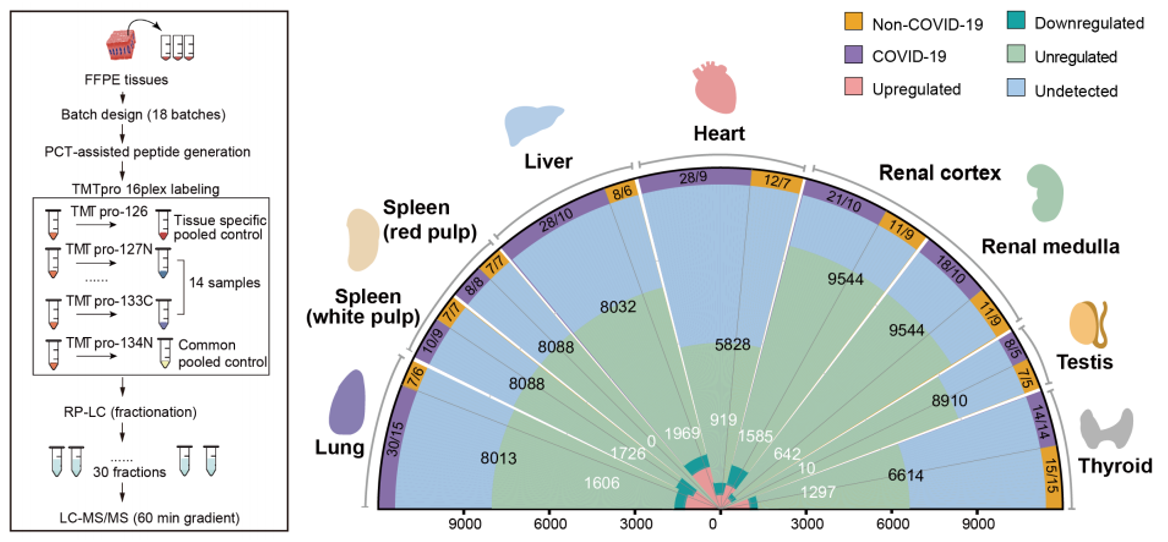 FFPE tissues
Batch design (18 batches)
PCT-assisted peptide generation
TMTpro 16plex labeling
TMT pro-126
Tissue specific
pooled control
TMT pro-127N
......
14 samples
TMT pro-133C
TMT pro-134N
Common
pooled control
RP-LC (fractionation)
......
30 fractions
LC-MS/MS (60 min gradient)
Non-COVID-19
COVID-19
Upregulated
Downregulated
Unregulated
Undetected
Lung
Spleen
(white pulp)
Spleen
(red pulp)
Liver
Heart
Renal cortex
Renal medulla
Testis
Thyroid
30/15
7/6
10/9
7/7
8/8
7/7
28/10
8/6
28/9
12/7
21/10
11/9
18/10
11/9
8/5
7/5
14/14
15/15
8013
8088
8088
8032
5828
9544
9544
8910
6614
1606
1726
0
1969
919
1585
642
10
1297
9000
6000
3000
0
3000
6000
9000